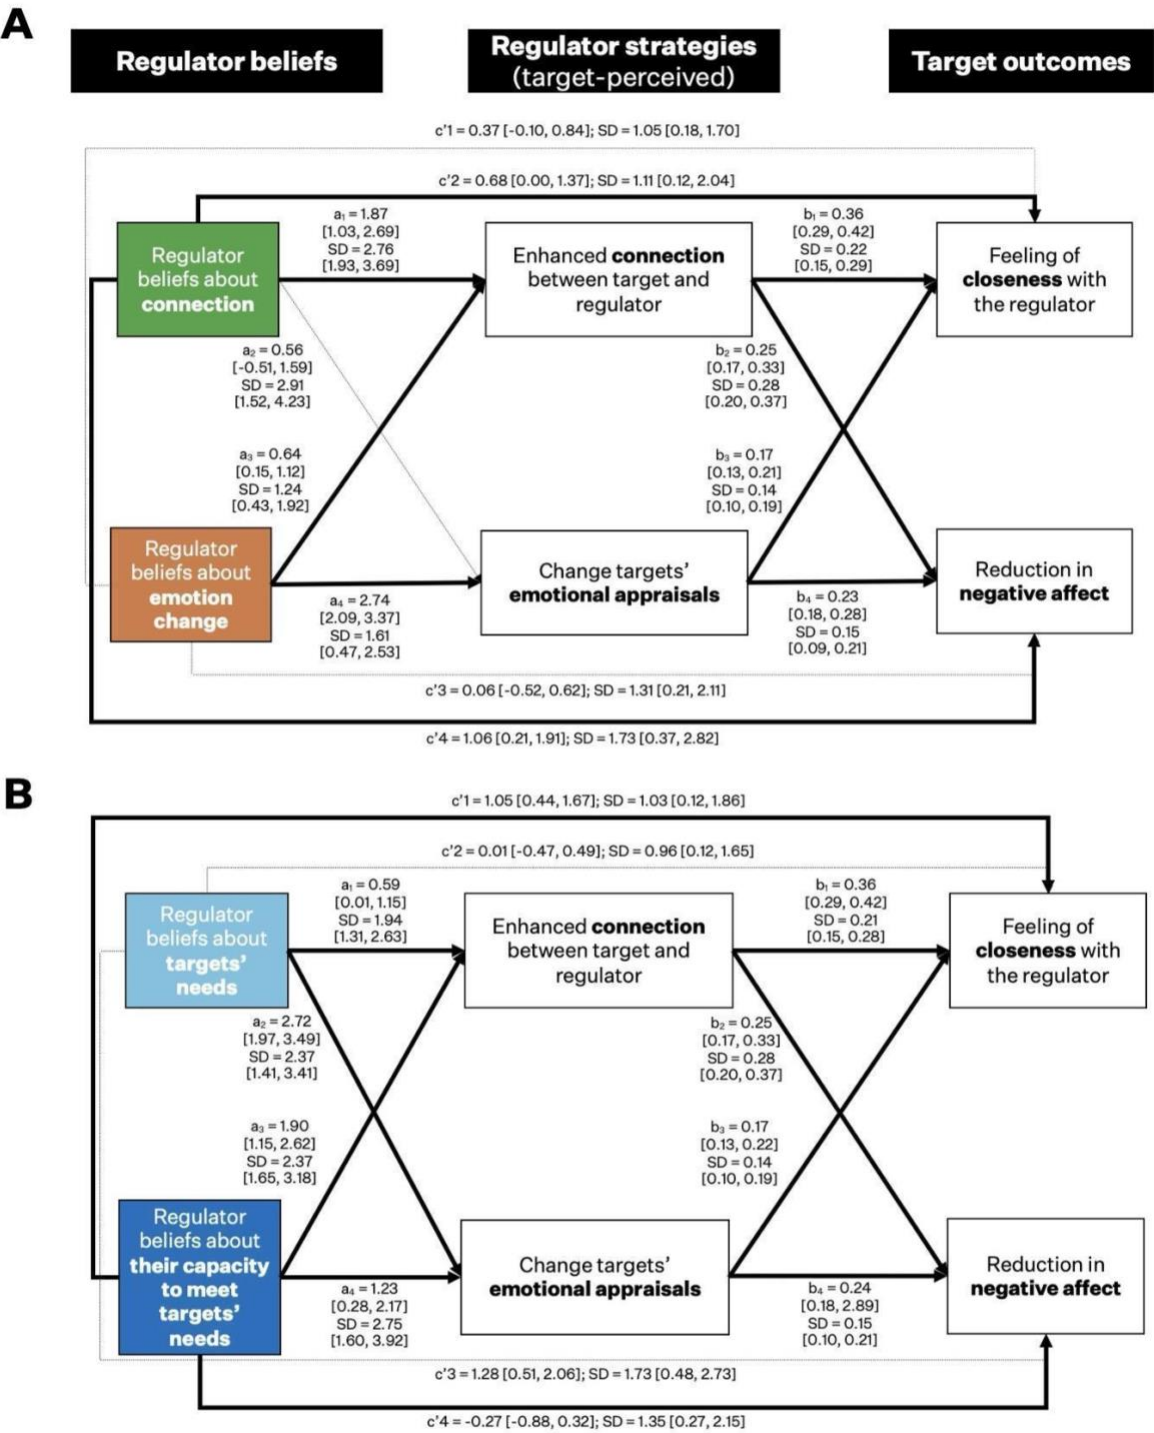 A
Regulator beliefs
Regulator strategies
(target-perceived)
Target outcomes
c'1 = 0.37 [-0.10, 0.84]; SD = 1.05 [0.18, 1.70]
c'2 = 0.68 [0.00, 1.37]; SD = 1.11 [0.12, 2.04]
Regulator
beliefs about
connection
a₁ = 1.87
[1.03, 2.69]
SD = 2.76
[1.93, 3.69]
Enhanced connection
between target and
regulator
b₁ = 0.36
[0.29, 0.42]
SD = 0.22
[0.15, 0.29]
Feeling of
closeness with
the regulator
a₂ = 0.56
[-0.51, 1.59]
SD = 2.91
[1.52, 4.23]
b₂ = 0.25
[0.17, 0.33]
SD = 0.28
[0.20, 0.37]
a₃ = 0.64
[0.15, 1.12]
SD = 1.24
[0.43, 1.92]
b₃ = 0.17
[0.13, 0.21]
SD = 0.14
[0.10, 0.19]
Regulator
beliefs about
emotion
change
a₄ = 2.74
[2.09, 3.37]
SD = 1.61
[0.47, 2.53]
Change targets'
emotional appraisals
b₄ = 0.23
[0.18, 0.28]
SD = 0.15
[0.09, 0.21]
Reduction in
negative affect
c'3 = 0.06 [-0.52, 0.62]; SD = 1.31 [0.21, 2.11]
c'4 = 1.06 [0.21, 1.91]; SD = 1.73 [0.37, 2.82]
B
c'1 = 1.05 [0.44, 1.67]; SD = 1.03 [0.12, 1.86]
c'2 = 0.01 [-0.47, 0.49]; SD = 0.96 [0.12, 1.65]
Regulator
beliefs about
targets'
needs
a₁ = 0.59
[0.01, 1.15]
SD = 1.94
[1.31, 2.63]
Enhanced connection
between target and
regulator
b₁ = 0.36
[0.29, 0.42]
SD = 0.21
[0.15, 0.28]
Feeling of
closeness with
the regulator
a₂ = 2.72
[1.97, 3.49]
SD = 2.37
[1.41, 3.41]
b₂ = 0.25
[0.17, 0.33]
SD = 0.28
[0.20, 0.37]
a₃ = 1.90
[1.15, 2.62]
SD = 2.37
[1.65, 3.18]
b₃ = 0.17
[0.13, 0.22]
SD = 0.14
[0.10, 0.19]
Regulator
beliefs about
their capacity
to meet
targets'
needs
a₄ = 1.23
[0.28, 2.17]
SD = 2.75
[1.60, 3.92]
Change targets'
emotional appraisals
b₄ = 0.24
[0.18, 2.89]
SD = 0.15
[0.10, 0.21]
Reduction in
negative affect
c'3 = 1.28 [0.51, 2.06]; SD = 1.73 [0.48, 2.73]
c'4 = -0.27 [-0.88, 0.32]; SD = 1.35 [0.27, 2.15]